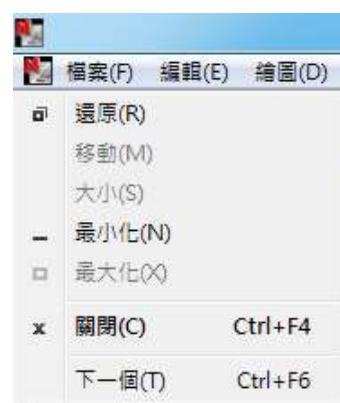 檔案(F) 編輯(E) 繪圖(D)
還原(R)
移動(M)
大小(S)
最小化(N)
最大化(X)
關閉(C) Ctrl+F4
下一個(T) Ctrl+F6